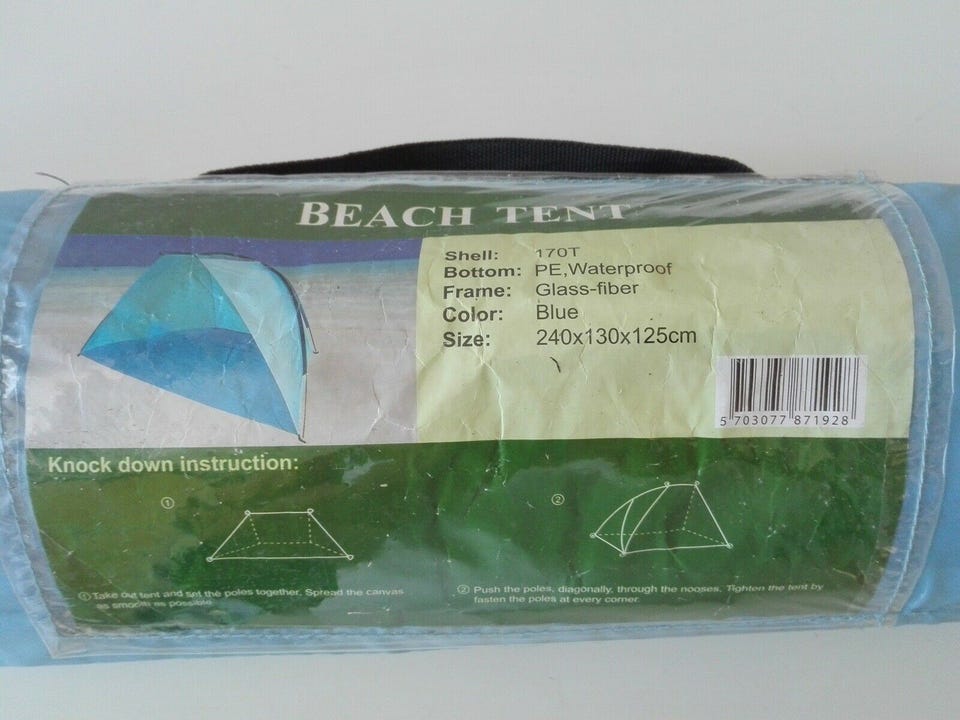 BEACH TENT
Shell: 170T
Bottom: PE,Waterproof
Frame: Glass-fiber
Color: Blue
Size: 240x130x125cm
5 703077 871928
Knock down instruction:
①
②
① Take out tent and set the poles together. Spread the canvas
as smooth as possible.
② Push the poles, diagonally, through the nooses. Tighten the tent by
fasten the poles at every corner.